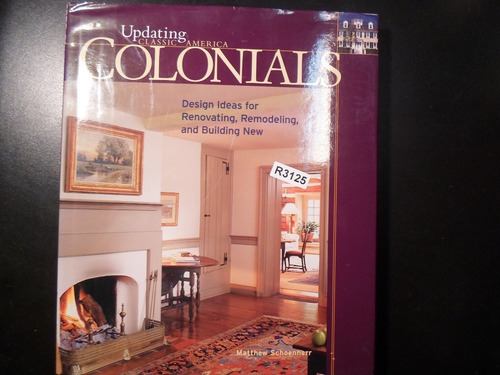 Updating
CLASSIC AMERICA
COLONIALS
Design Ideas for
Renovating, Remodeling,
and Building New
R3125
Matthew Schoenherr